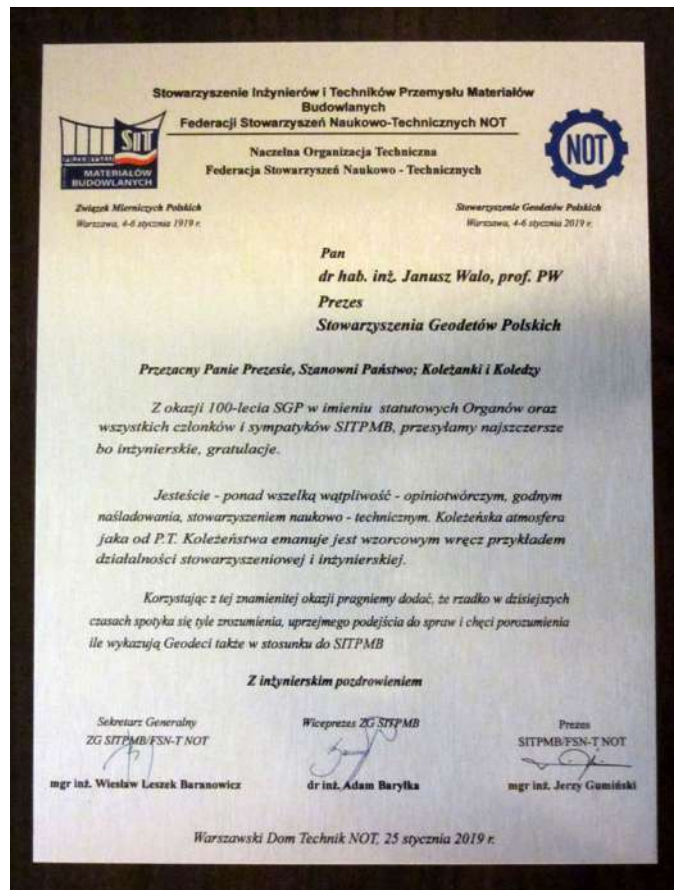 Stowarzyszenie Inżynierów i Techników Przemysłu Materiałów
Budowlanych
Federacji Stowarzyszeń Naukowo-Technicznych NOT
SIT
MATERIAŁÓW
BUDOWLANYCH
NOT
Naczelna Organizacja Techniczna
Federacja Stowarzyszeń Naukowo - Technicznych
Związek Mierniczych Polskich
Warszawa, 4-6 stycznia 1919 r.
Stowarzyszenie Geodetów Polskich
Warszawa, 4-6 stycznia 2019 r.
Pan
dr hab. inż. Janusz Walo, prof. PW
Prezes
Stowarzyszenia Geodetów Polskich
Przezacny Panie Prezesie, Szanowni Państwo; Koleżanki i Koledzy
Z okazji 100-lecia SGP w imieniu statutowych Organów oraz
wszystkich członków i sympatyków SITPMB, przesyłamy najszczersze
bo inżynierskie, gratulacje.
Jesteście - ponad wszelką wątpliwość - opiniotwórczym, godnym
naśladowania, stowarzyszeniem naukowo - technicznym. Koleżeńska atmosfera
jaka od P.T. Koleżeństwa emanuje jest wzorcowym wręcz przykładem
działalności stowarzyszeniowej i inżynierskiej.
Korzystając z tej znamienitej okazji pragniemy dodać, że rzadko w dzisiejszych
czasach spotyka się tyle zrozumienia, uprzejmego podejścia do spraw i chęci porozumienia
ile wykazują Geodeci także w stosunku do SITPMB
Z inżynierskim pozdrowieniem
Sekretarz Generalny
ZG SITPMB/FSN-T NOT
mgr inż. Wiesław Leszek Baranowicz
Wiceprezes ZG SITPMB
dr inż. Adam Baryłka
Prezes
SITPMB/FSN-T NOT
mgr inż. Jerzy Gumiński
Warszawski Dom Technik NOT, 25 stycznia 2019 r.